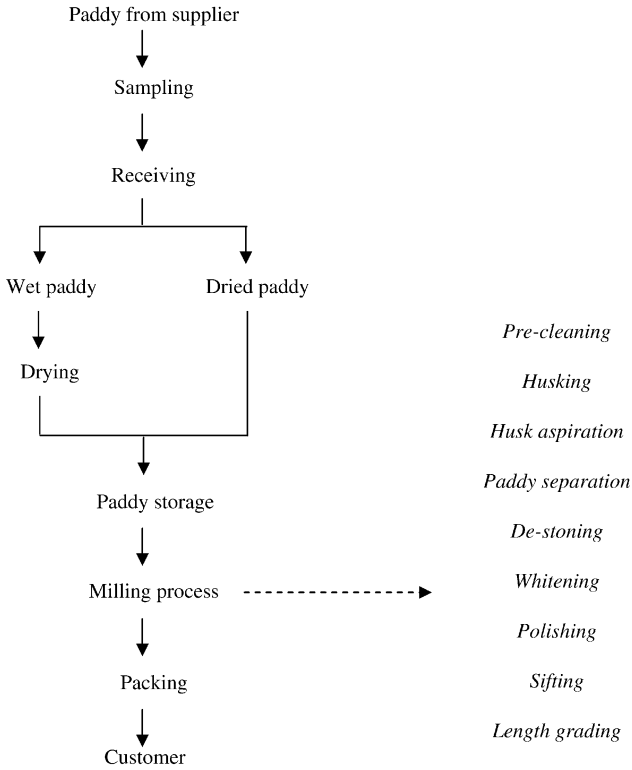 Paddy from supplier
Sampling
Receiving
Wet paddy
Dried paddy
Drying
Paddy storage
Milling process
Packing
Customer
Pre-cleaning
Husking
Husk aspiration
Paddy separation
De-stoning
Whitening
Polishing
Sifting
Length grading